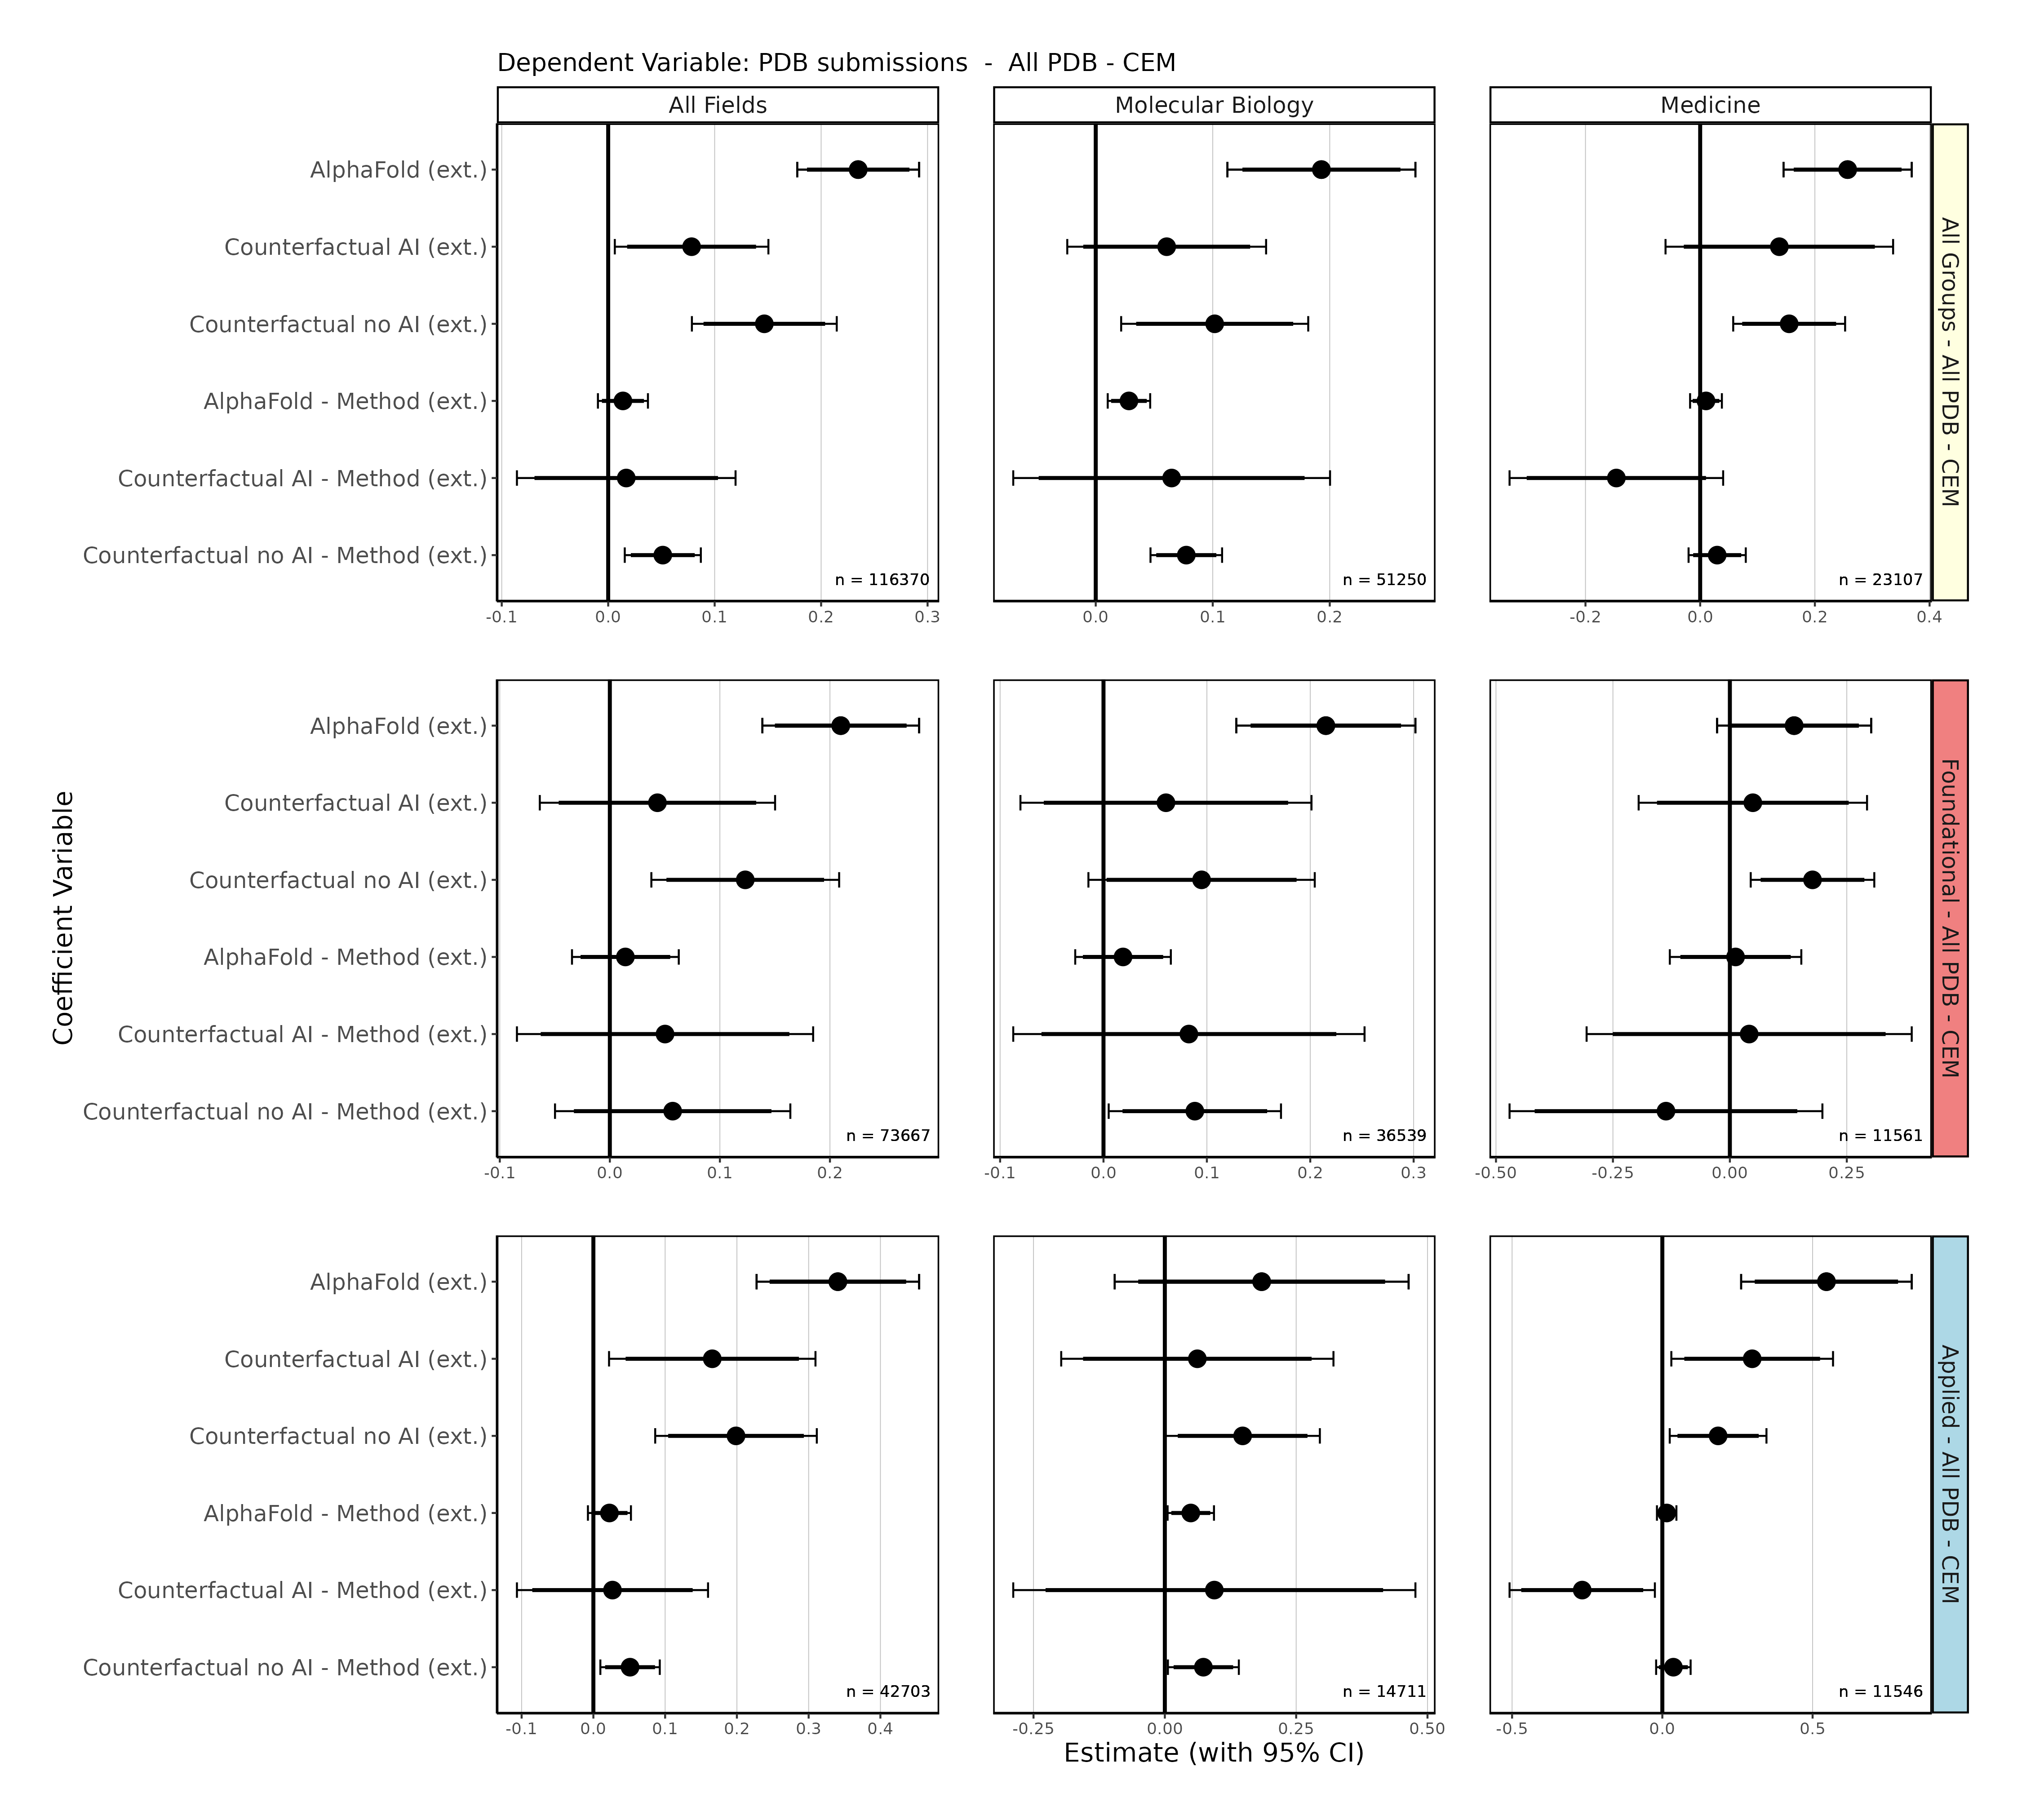 Dependent Variable: PDB submissions - All PDB - CEM
All Fields
Molecular Biology
Medicine
AlphaFold (ext.)
Counterfactual AI (ext.)
Counterfactual no AI (ext.)
AlphaFold - Method (ext.)
Counterfactual AI - Method (ext.)
Counterfactual no AI - Method (ext.)
n = 116370
n = 51250
n = 23107
All Groups - All PDB - CEM
-0.1 0.0 0.1 0.2 0.3
0.0 0.1 0.2
-0.2 0.0 0.2 0.4
Coefficient Variable
AlphaFold (ext.)
Counterfactual AI (ext.)
Counterfactual no AI (ext.)
AlphaFold - Method (ext.)
Counterfactual AI - Method (ext.)
Counterfactual no AI - Method (ext.)
n = 73667
n = 36539
n = 11561
Foundational - All PDB - CEM
-0.1 0.0 0.1 0.2
-0.1 0.0 0.1 0.2 0.3
-0.50 -0.25 0.00 0.25
AlphaFold (ext.)
Counterfactual AI (ext.)
Counterfactual no AI (ext.)
AlphaFold - Method (ext.)
Counterfactual AI - Method (ext.)
Counterfactual no AI - Method (ext.)
n = 42703
n = 14711
n = 11546
Applied - All PDB - CEM
-0.1 0.0 0.1 0.2 0.3 0.4
-0.25 0.00 0.25 0.50
-0.5 0.0 0.5
Estimate (with 95% CI)